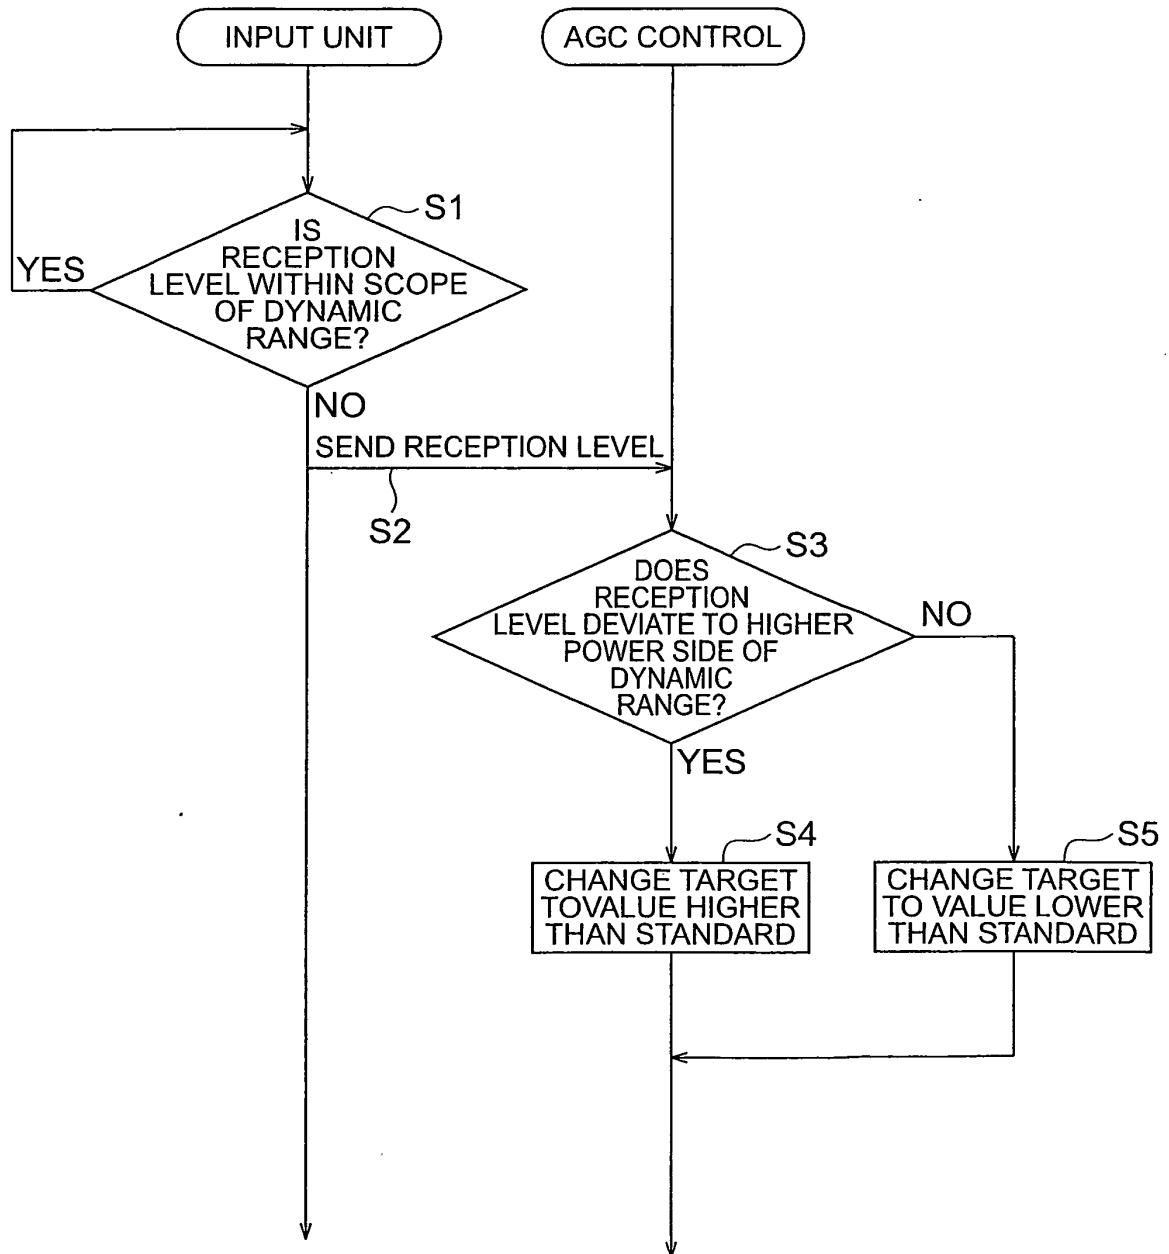 INPUT UNIT
AGC CONTROL
S1
IS
RECEPTION
LEVEL WITHIN SCOPE
OF DYNAMIC
RANGE?
YES
NO
SEND RECEPTION LEVEL
S2
S3
DOES
RECEPTION
LEVEL DEVIATE TO HIGHER
POWER SIDE OF
DYNAMIC
RANGE?
NO
YES
S4
CHANGE TARGET
TOVALUE HIGHER
THAN STANDARD
S5
CHANGE TARGET
TO VALUE LOWER
THAN STANDARD